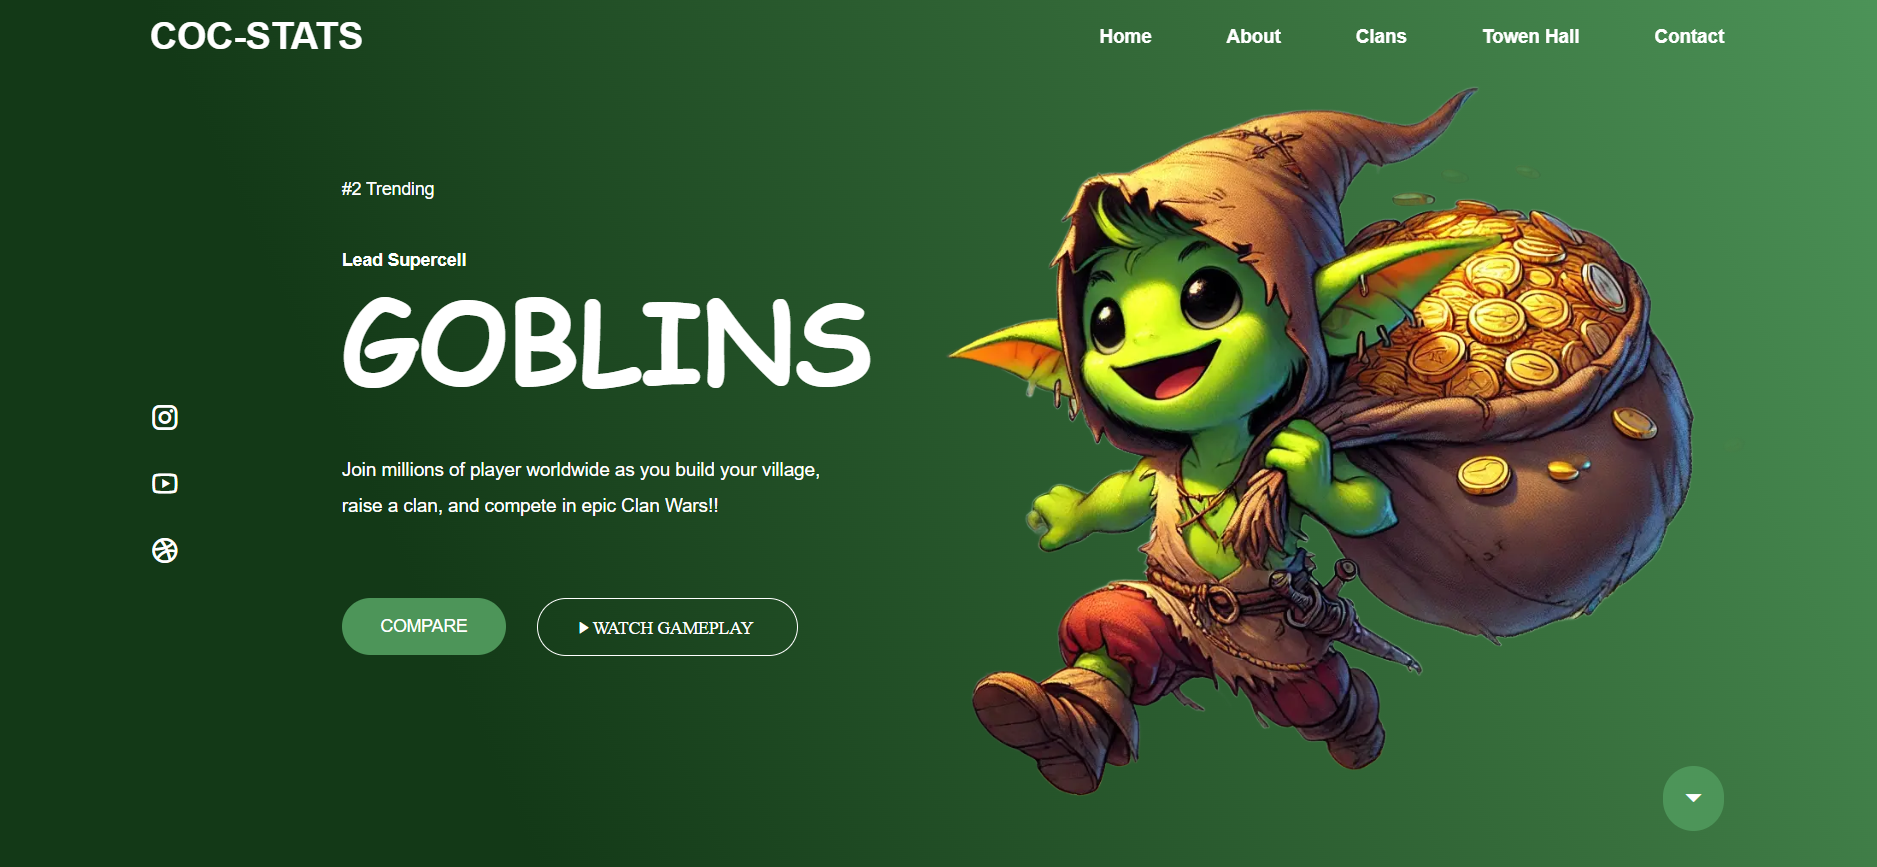 COC-STATS
Home About Clans Towen Hall Contact
#2 Trending
Lead Supercell
GOBLINS
Join millions of player worldwide as you build your village,
raise a clan, and compete in epic Clan Wars!!
COMPARE WATCH GAMEPLAY